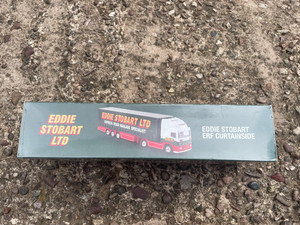 EDDIE
STOBART
LTD
EDDIE STOBART LTD
EDDIE STOBART
ERF CURTAINSIDE